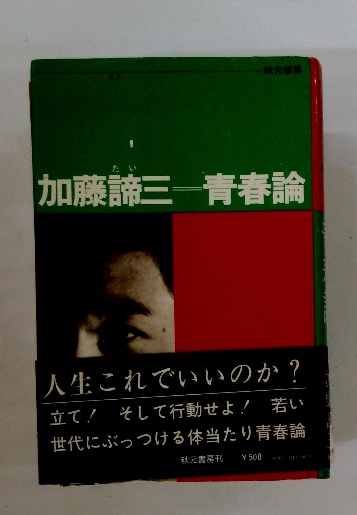 秋元書房
たい
加藤諦三＝青春論
人生これでいいのか？
立て！ そして行動せよ！ 若い
世代にぶっつける体当たり青春論
秋元書房刊 ￥500